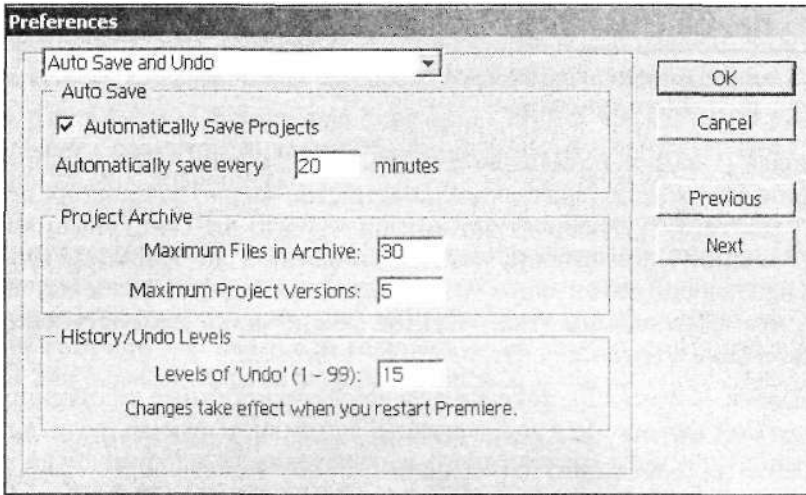 Preferences
Auto Save and Undo
OK
Auto Save
Cancel
Automatically Save Projects
Automatically save every 20 minutes
Previous
Project Archive
Next
Maximum Files in Archive: 30
Maximum Project Versions: 5
History/Undo Levels
Levels of 'Undo' (1 - 99): 15
Changes take effect when you restart Premiere.